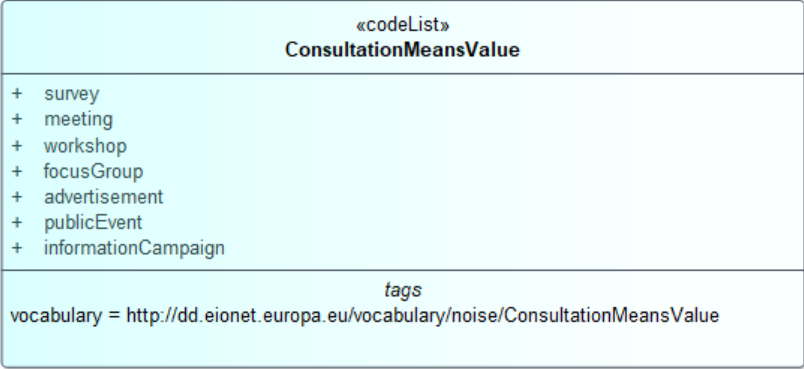 «codeList»
ConsultationMeansValue
+ survey
+ meeting
+ workshop
+ focusGroup
+ advertisement
+ publicEvent
+ informationCampaign
tags
vocabulary = http://dd.eionet.europa.eu/vocabulary/noise/ConsultationMeansValue